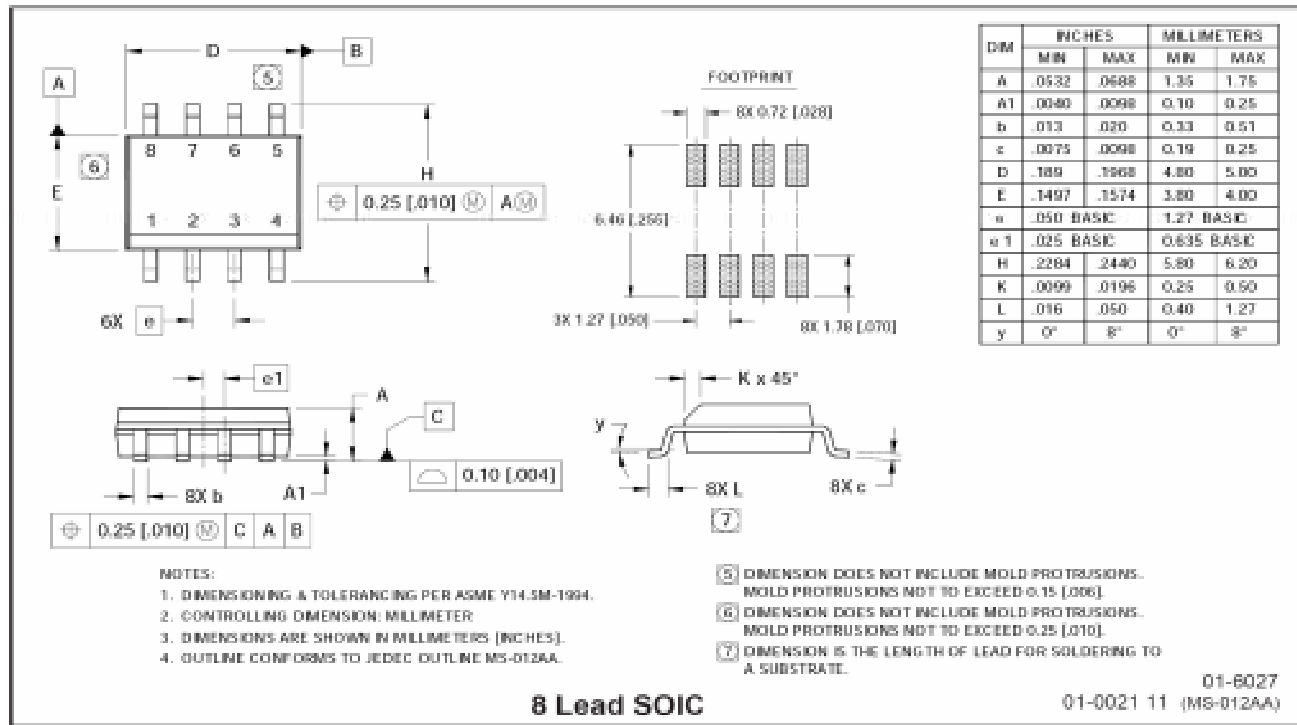 D
B
5
A
8 7 6 5
6
E
H
⌖ 0.25 [.010] Ⓜ A Ⓜ
1 2 3 4
6X e
FOOTPRINT
8X 0.72 [.028]
6.46 [.255]
3X 1.27 [.050]
8X 1.78 [.070]
DIM INCHES MILLIMETERS
MIN MAX MIN MAX
A .0532 .0688 1.35 1.75
A1 .0040 .0098 0.10 0.25
b .013 .020 0.33 0.51
c .0075 .0098 0.19 0.25
D .189 .1968 4.80 5.00
E .1497 .1574 3.80 4.00
e .050 BASIC 1.27 BASIC
e 1 .025 BASIC 0.635 BASIC
H .2284 .2440 5.80 6.20
K .0099 .0196 0.25 0.50
L .016 .050 0.40 1.27
y 0° 8° 0° 8°
e1
A
C
0.10 [.004]
8X b
A1
⌖ 0.25 [.010] Ⓜ C A B
K x 45°
y
8X L
8X c
7
NOTES:
1. DIMENSIONING & TOLERANCING PER ASME Y14.5M-1994.
2. CONTROLLING DIMENSION: MILLIMETER
3. DIMENSIONS ARE SHOWN IN MILLIMETERS [INCHES].
4. OUTLINE CONFORMS TO JEDEC OUTLINE MS-012AA.
5 DIMENSION DOES NOT INCLUDE MOLD PROTRUSIONS.
MOLD PROTRUSIONS NOT TO EXCEED 0.15 [.006].
6 DIMENSION DOES NOT INCLUDE MOLD PROTRUSIONS.
MOLD PROTRUSIONS NOT TO EXCEED 0.25 [.010].
7 DIMENSION IS THE LENGTH OF LEAD FOR SOLDERING TO
A SUBSTRATE.
8 Lead SOIC
01-6027
01-0021 11 (MS-012AA)